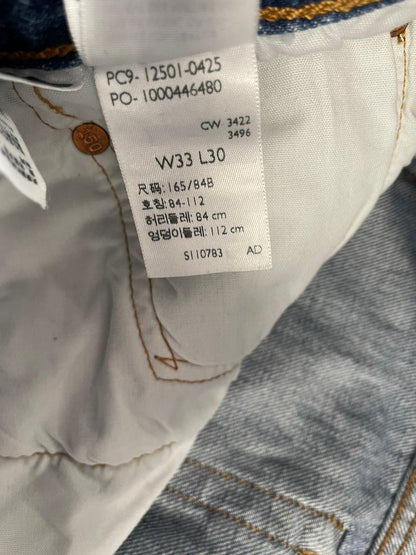 PC9- 12501-0425
PO- 1000446480
CW 3422
3496
W33 L30
尺码: 165/84B
호칭: 84-112
허리둘레: 84 cm
엉덩이둘레: 112 cm
S110783 AD